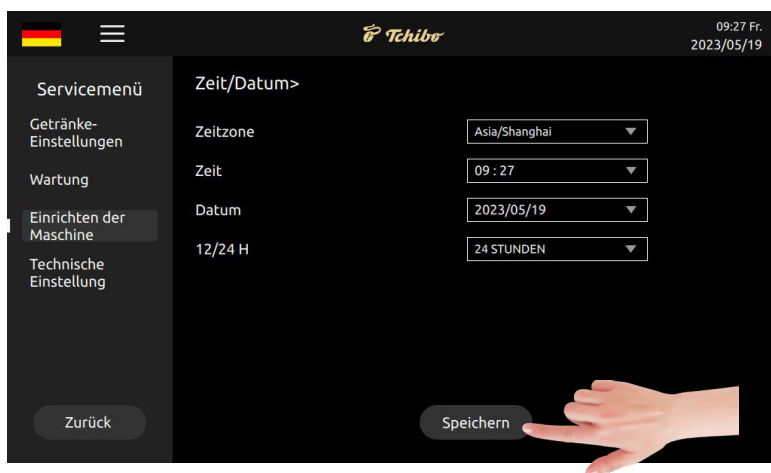 Tchibo
09:27 Fr.
2023/05/19
Servicemenü
Getränke-
Einstellungen
Wartung
Einrichten der
Maschine
Technische
Einstellung
Zurück
Zeit/Datum>
Zeitzone
Asia/Shanghai
Zeit
09 : 27
Datum
2023/05/19
12/24 H
24 STUNDEN
Speichern